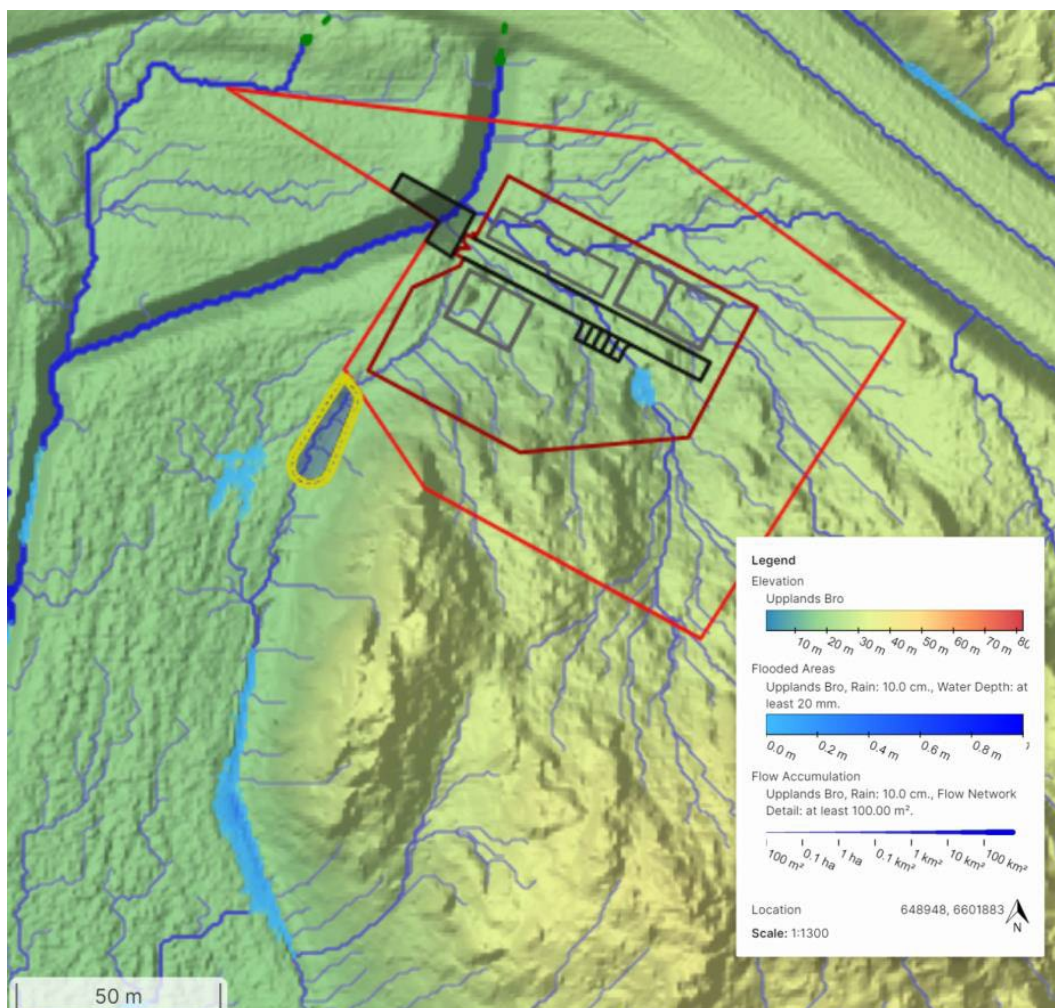 Legend
Elevation
Upplands Bro
10 m 20 m 30 m 40 m 50 m 60 m 70 m 80
Flooded Areas
Upplands Bro, Rain: 10.0 cm., Water Depth: at
least 20 mm.
0.0 m 0.2 m 0.4 m 0.6 m 0.8 m
Flow Accumulation
Upplands Bro, Rain: 10.0 cm., Flow Network
Detail: at least 100.00 m².
100 m² 0.1 ha 1 ha 0.1 km² 1 km² 10 km² 100 km²
Location 648948, 6601883
N
Scale: 1:1300
50 m